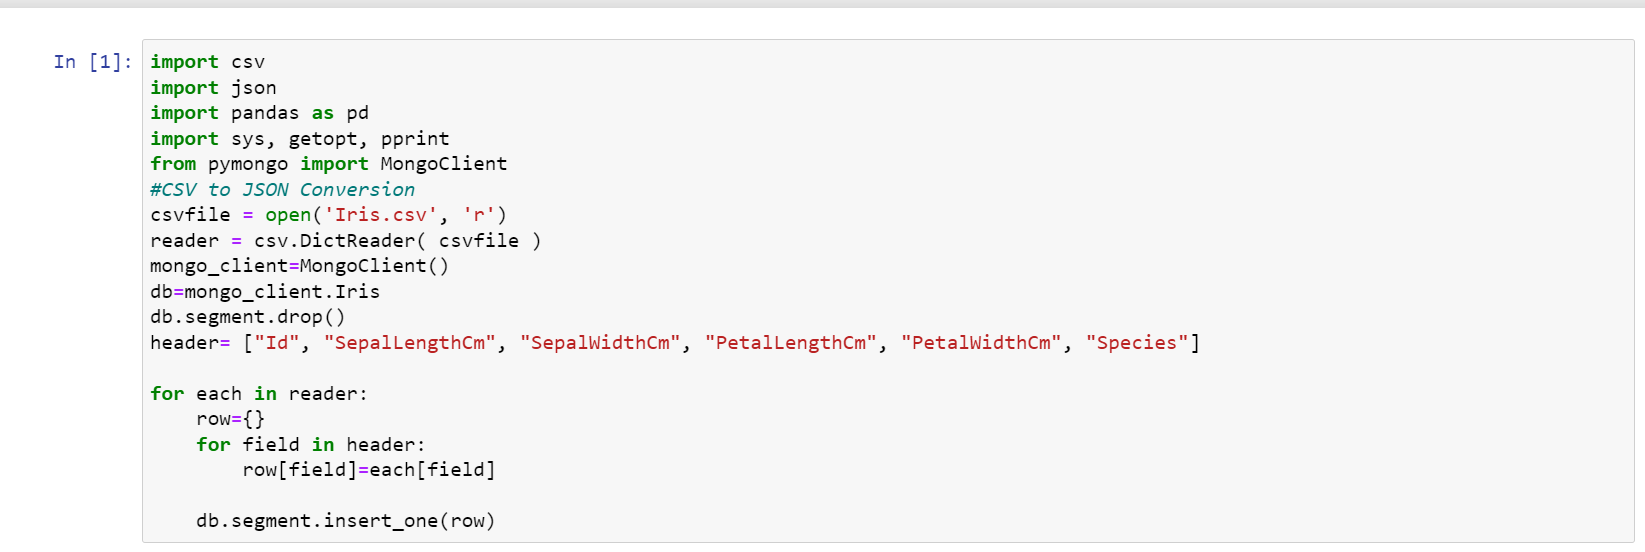 In [1]: import csv
import json
import pandas as pd
import sys, getopt, pprint
from pymongo import MongoClient
#CSV to JSON Conversion
csvfile = open('Iris.csv', 'r')
reader = csv.DictReader( csvfile )
mongo_client=MongoClient()
db=mongo_client.Iris
db.segment.drop()
header= ["Id", "SepalLengthCm", "SepalWidthCm", "PetalLengthCm", "PetalWidthCm", "Species"]
for each in reader:
    row={}
    for field in header:
        row[field]=each[field]
    db.segment.insert_one(row)